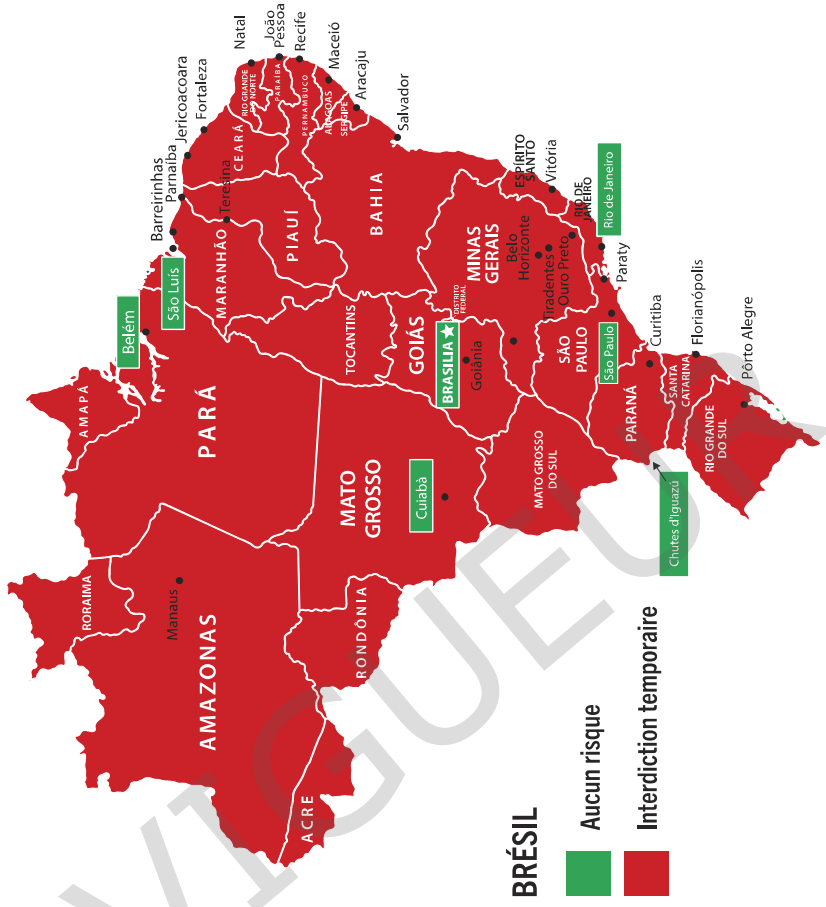 RORAIMA
AMAPÁ
Belém
Barreirinhas
Parnaiba
Jericoacoara
Fortaleza
Manaus
São Luís
Natal
AMAZONAS
PARÁ
MARANHÃO
Teresina
CEARÁ
RIO GRANDE
DO NORTE
João
Pessoa
PARAÍBA
Recife
PERNAMBUCO
PIAUÍ
Maceió
ALAGOAS
SERGIPE
Aracaju
ACRE
RONDÔNIA
MATO
GROSSO
TOCANTINS
BAHIA
Salvador
Cuiabà
GOIÁS
BRASILIA
DISTRITO
FEDERAL
Goiânia
MINAS
GERAIS
Belo
Horizonte
ESPÍRITO
SANTO
Vitória
Tiradentes
Ouro Preto
RIO DE
JANEIRO
Rio de Janeiro
MATO GROSSO
DO SUL
SÃO
PAULO
São Paulo
Paraty
PARANÁ
Curitiba
Chutes d'Iguazú
SANTA
CATARINA
Florianópolis
RIO GRANDE
DO SUL
Pôrto Alegre
BRÉSIL
Aucun risque
Interdiction temporaire
VIGUEUR